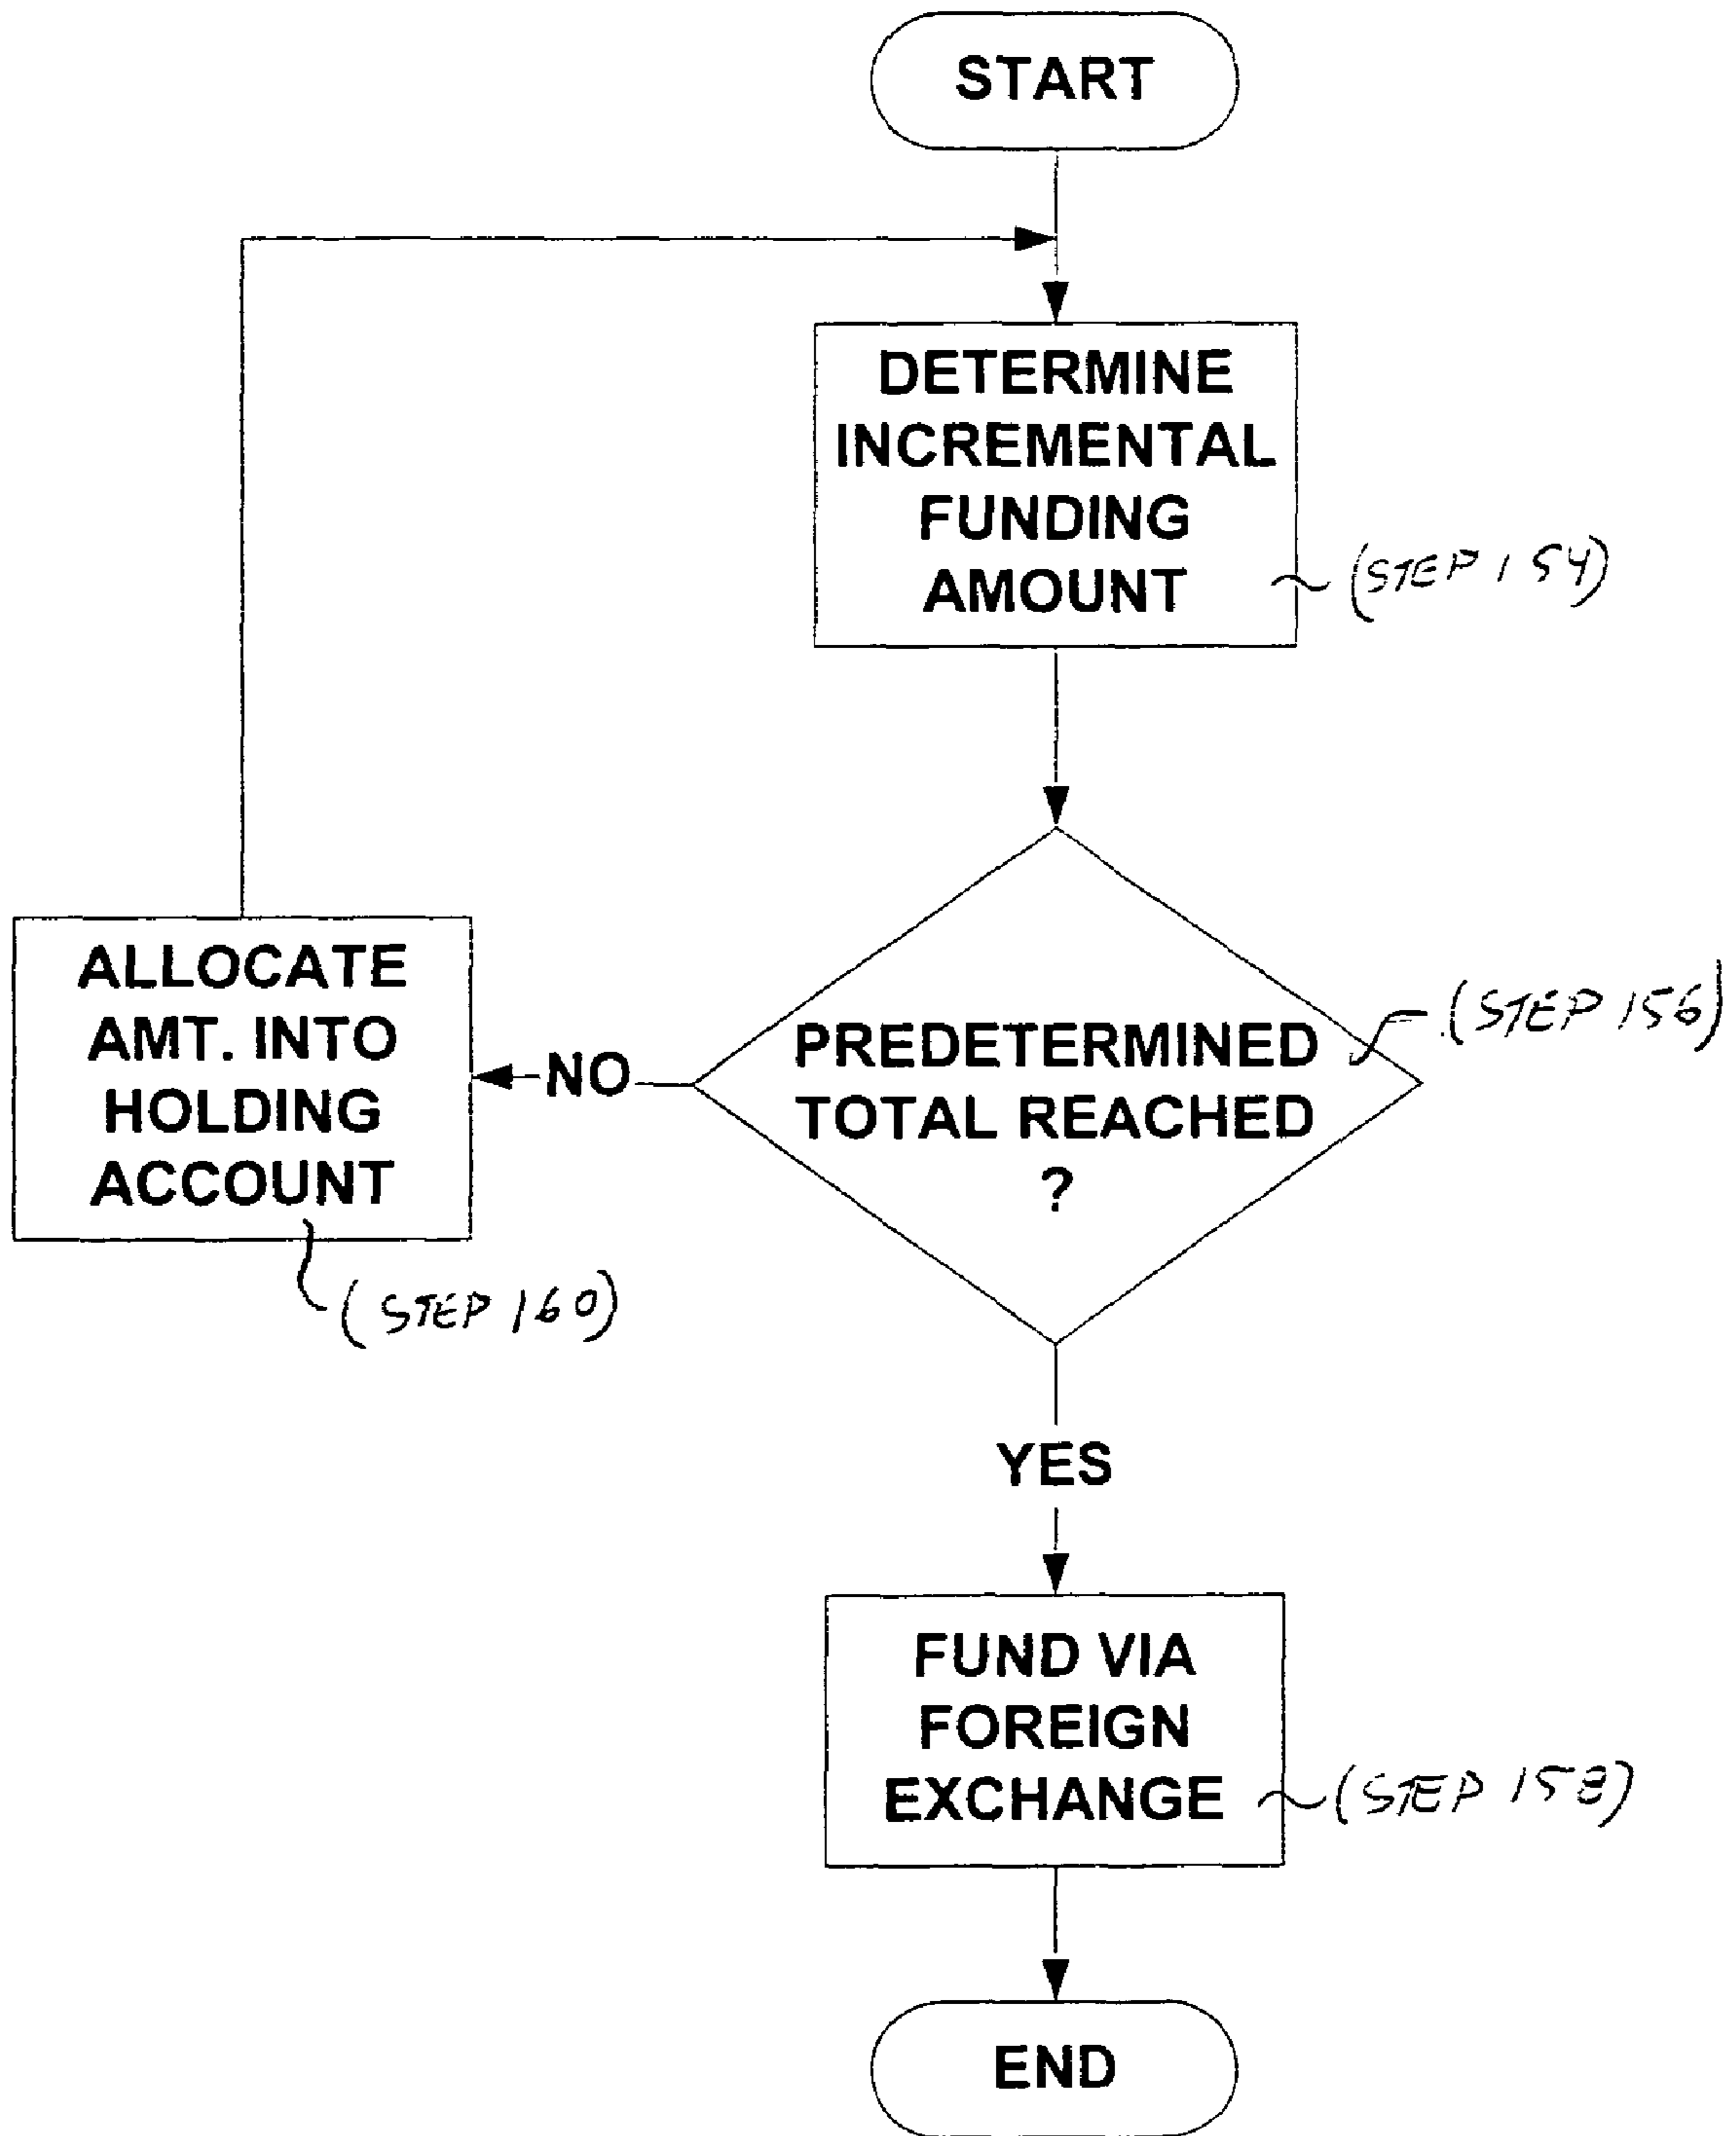 START
DETERMINE
INCREMENTAL
FUNDING
AMOUNT
(STEP 154)
ALLOCATE
AMT. INTO
HOLDING
ACCOUNT
(STEP 160)
NO
PREDETERMINED
TOTAL REACHED
?
(STEP 156)
YES
FUND VIA
FOREIGN
EXCHANGE
(STEP 158)
END